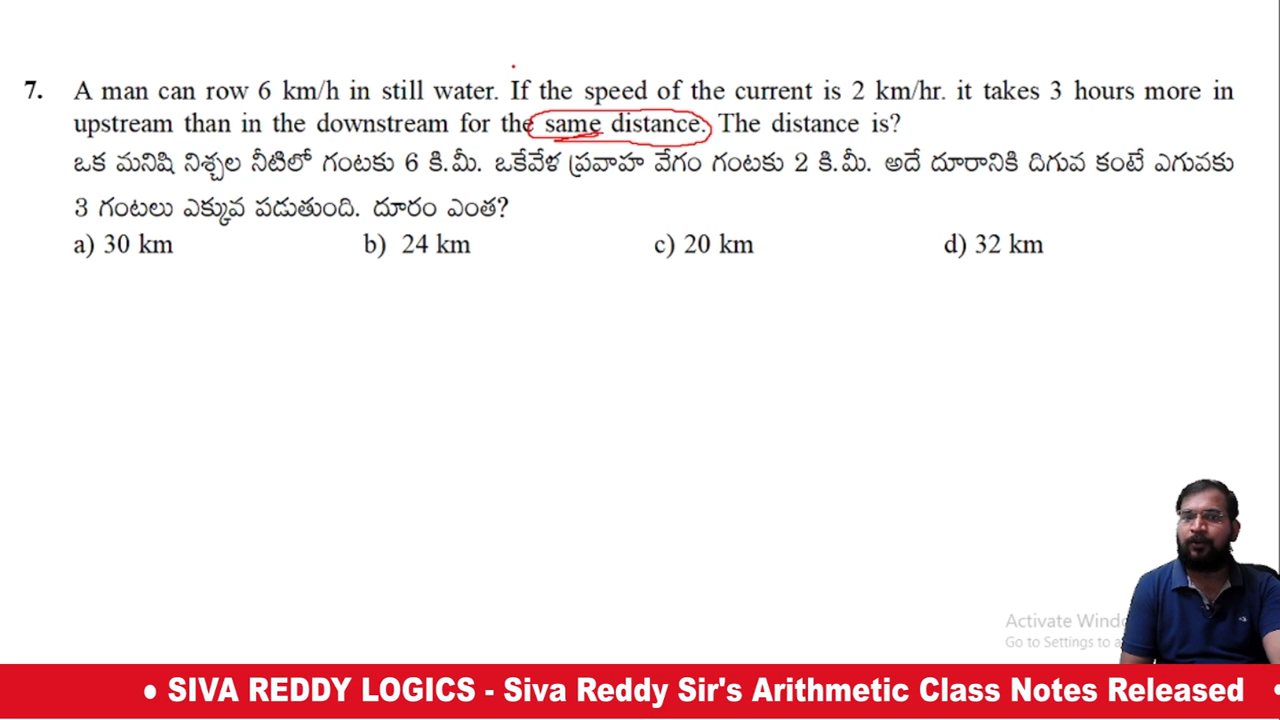 7. A man can row 6 km/h in still water. If the speed of the current is 2 km/hr. it takes 3 hours more in
upstream than in the downstream for the same distance. The distance is?
ఒక మనిషి నిశ్చల నీటిలో గంటకు 6 కి.మీ. ఒకేవేళ ప్రవాహ వేగం గంటకు 2 కి.మీ. అదే దూరానికి దిగువ కంటే ఎగువకు
3 గంటలు ఎక్కువ పడుతుంది. దూరం ఎంత?
a) 30 km b) 24 km c) 20 km d) 32 km
Activate Wind
Go to Settings to a
• SIVA REDDY LOGICS - Siva Reddy Sir's Arithmetic Class Notes Released •